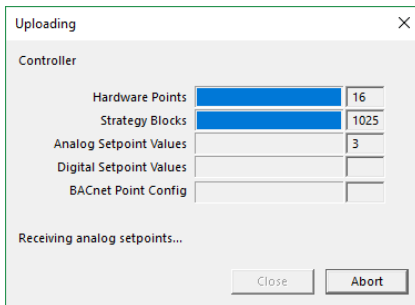 Uploading
Controller
Hardware Points 16
Strategy Blocks 1025
Analog Setpoint Values 3
Digital Setpoint Values
BACnet Point Config
Receiving analog setpoints...
Close Abort